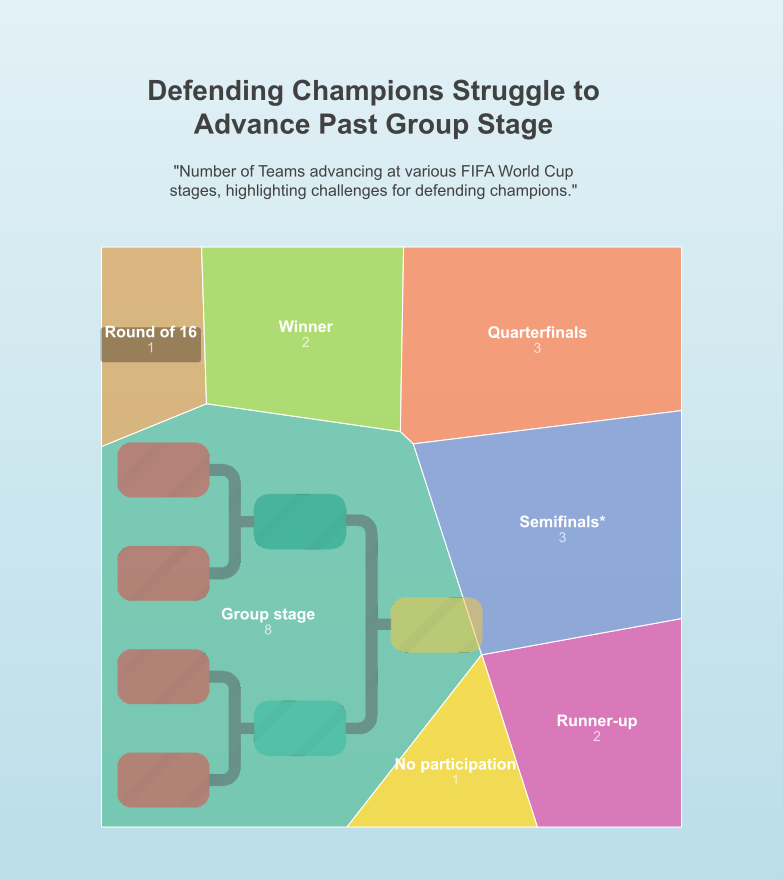 Defending Champions Struggle to
Advance Past Group Stage
"Number of Teams advancing at various FIFA World Cup
stages, highlighting challenges for defending champions."
Round of 16
1
Winner
2
Quarterfinals
3
Semifinals*
3
Group stage
8
Runner-up
2
No participation
1